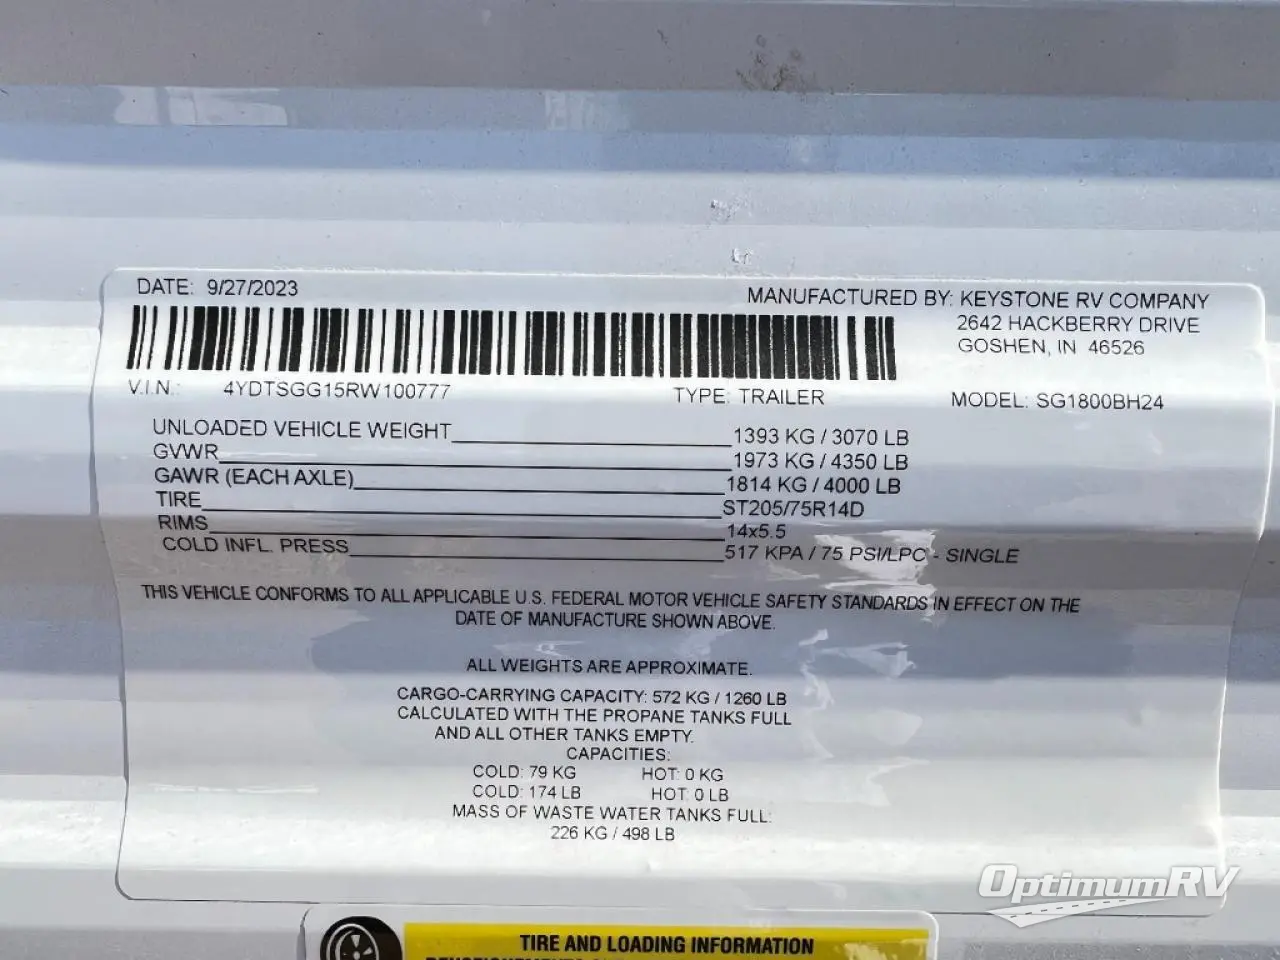 DATE: 9/27/2023
MANUFACTURED BY: KEYSTONE RV COMPANY
2642 HACKBERRY DRIVE
GOSHEN, IN 46526
V.I.N.: 4YDTSGG15RW100777 TYPE: TRAILER MODEL: SG1800BH24
UNLOADED VEHICLE WEIGHT 1393 KG / 3070 LB
GVWR 1973 KG / 4350 LB
GAWR (EACH AXLE) 1814 KG / 4000 LB
TIRE ST205/75R14D
RIMS 14x5.5
COLD INFL. PRESS 517 KPA / 75 PSI/LPC - SINGLE
THIS VEHICLE CONFORMS TO ALL APPLICABLE U.S. FEDERAL MOTOR VEHICLE SAFETY STANDARDS IN EFFECT ON THE
DATE OF MANUFACTURE SHOWN ABOVE.
ALL WEIGHTS ARE APPROXIMATE.
CARGO-CARRYING CAPACITY: 572 KG / 1260 LB
CALCULATED WITH THE PROPANE TANKS FULL
AND ALL OTHER TANKS EMPTY.
CAPACITIES:
COLD: 79 KG HOT: 0 KG
COLD: 174 LB HOT: 0 LB
MASS OF WASTE WATER TANKS FULL:
226 KG / 498 LB
OptimumRV
TIRE AND LOADING INFORMATION